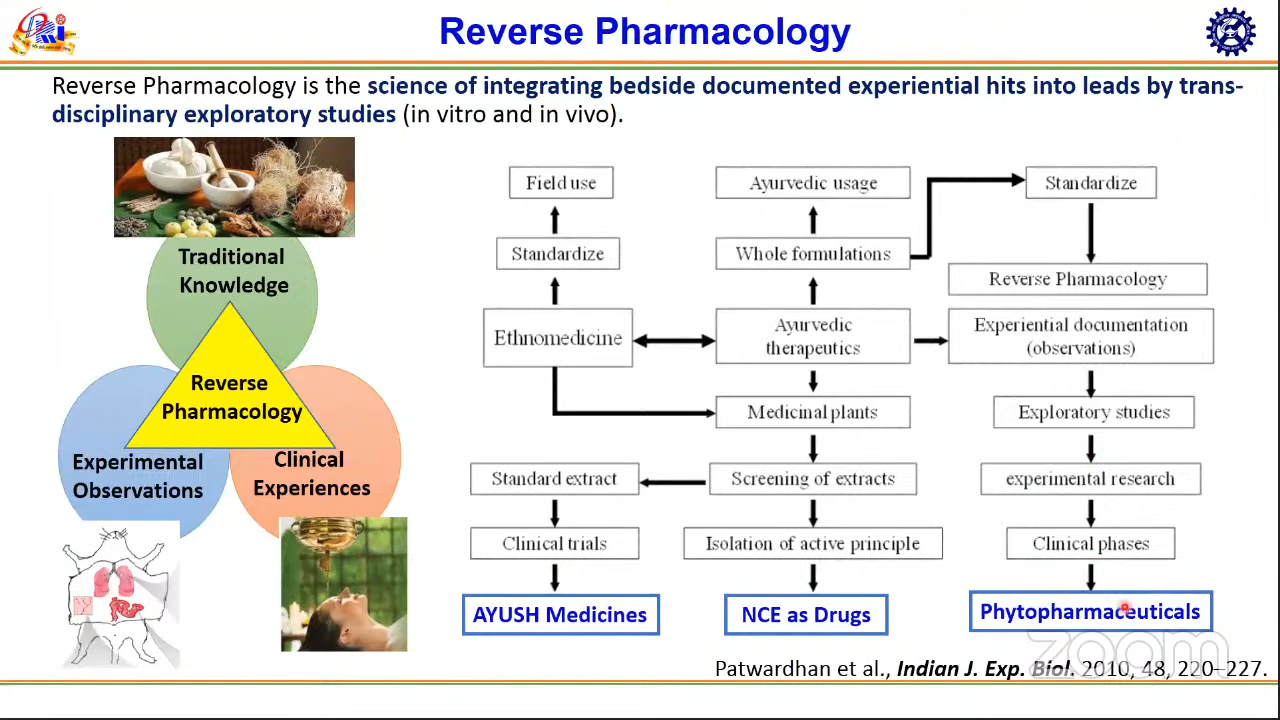 Reverse Pharmacology
Reverse Pharmacology is the science of integrating bedside documented experiential hits into leads by trans-
disciplinary exploratory studies (in vitro and in vivo).
Traditional
Knowledge
Reverse
Pharmacology
Experimental
Observations
Clinical
Experiences
Field use
Ayurvedic usage
Standardize
Standardize
Whole formulations
Reverse Pharmacology
Ethnomedicine
Ayurvedic
therapeutics
Experiential documentation
(observations)
Medicinal plants
Exploratory studies
Standard extract
Screening of extracts
experimental research
Clinical trials
Isolation of active principle
Clinical phases
AYUSH Medicines
NCE as Drugs
Phytopharmaceuticals
zoom
Patwardhan et al., Indian J. Exp. Biol. 2010, 48, 220–227.